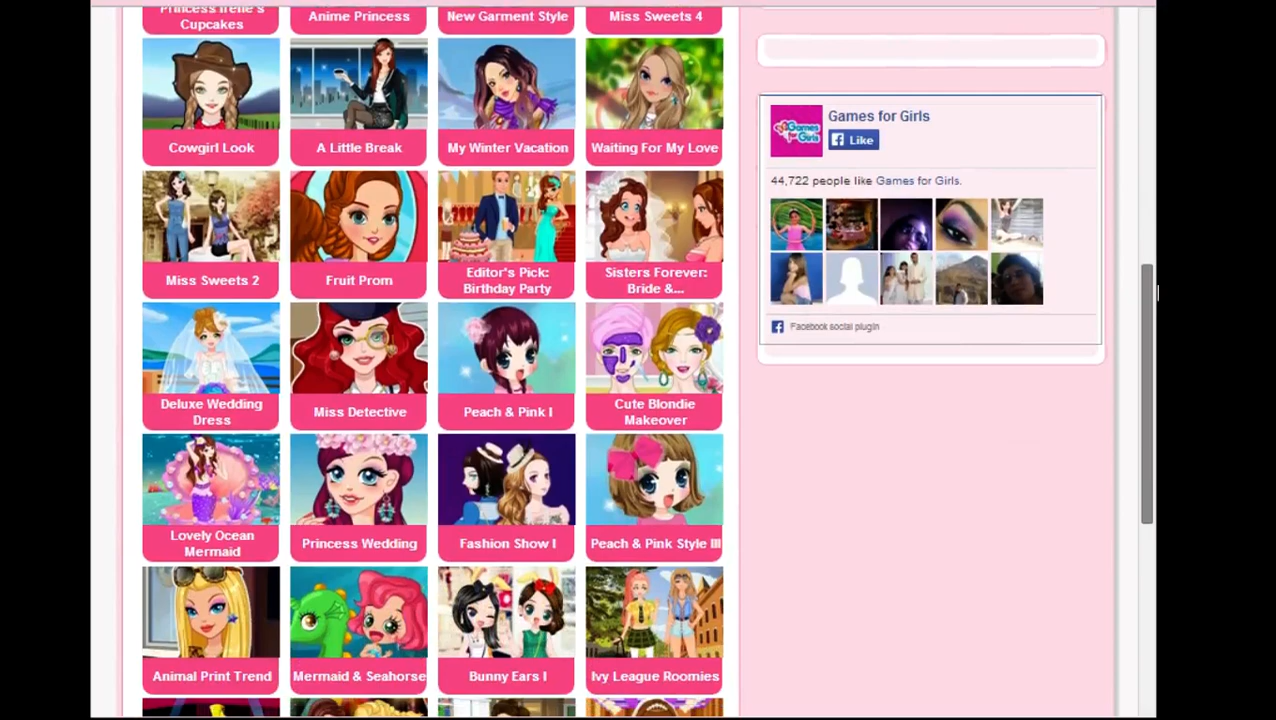 Princess Irene's
Cupcakes
Anime Princess
New Garment Style
Miss Sweets 4
Cowgirl Look
A Little Break
My Winter Vacation
Waiting For My Love
Miss Sweets 2
Fruit Prom
Editor's Pick:
Birthday Party
Sisters Forever:
Bride &...
Deluxe Wedding
Dress
Miss Detective
Peach & Pink I
Cute Blondie
Makeover
Lovely Ocean
Mermaid
Princess Wedding
Fashion Show I
Peach & Pink Style III
Animal Print Trend
Mermaid & Seahorse
Bunny Ears I
Ivy League Roomies
Games for Girls
Games for Girls
Like
44,722 people like Games for Girls.
Facebook social plugin